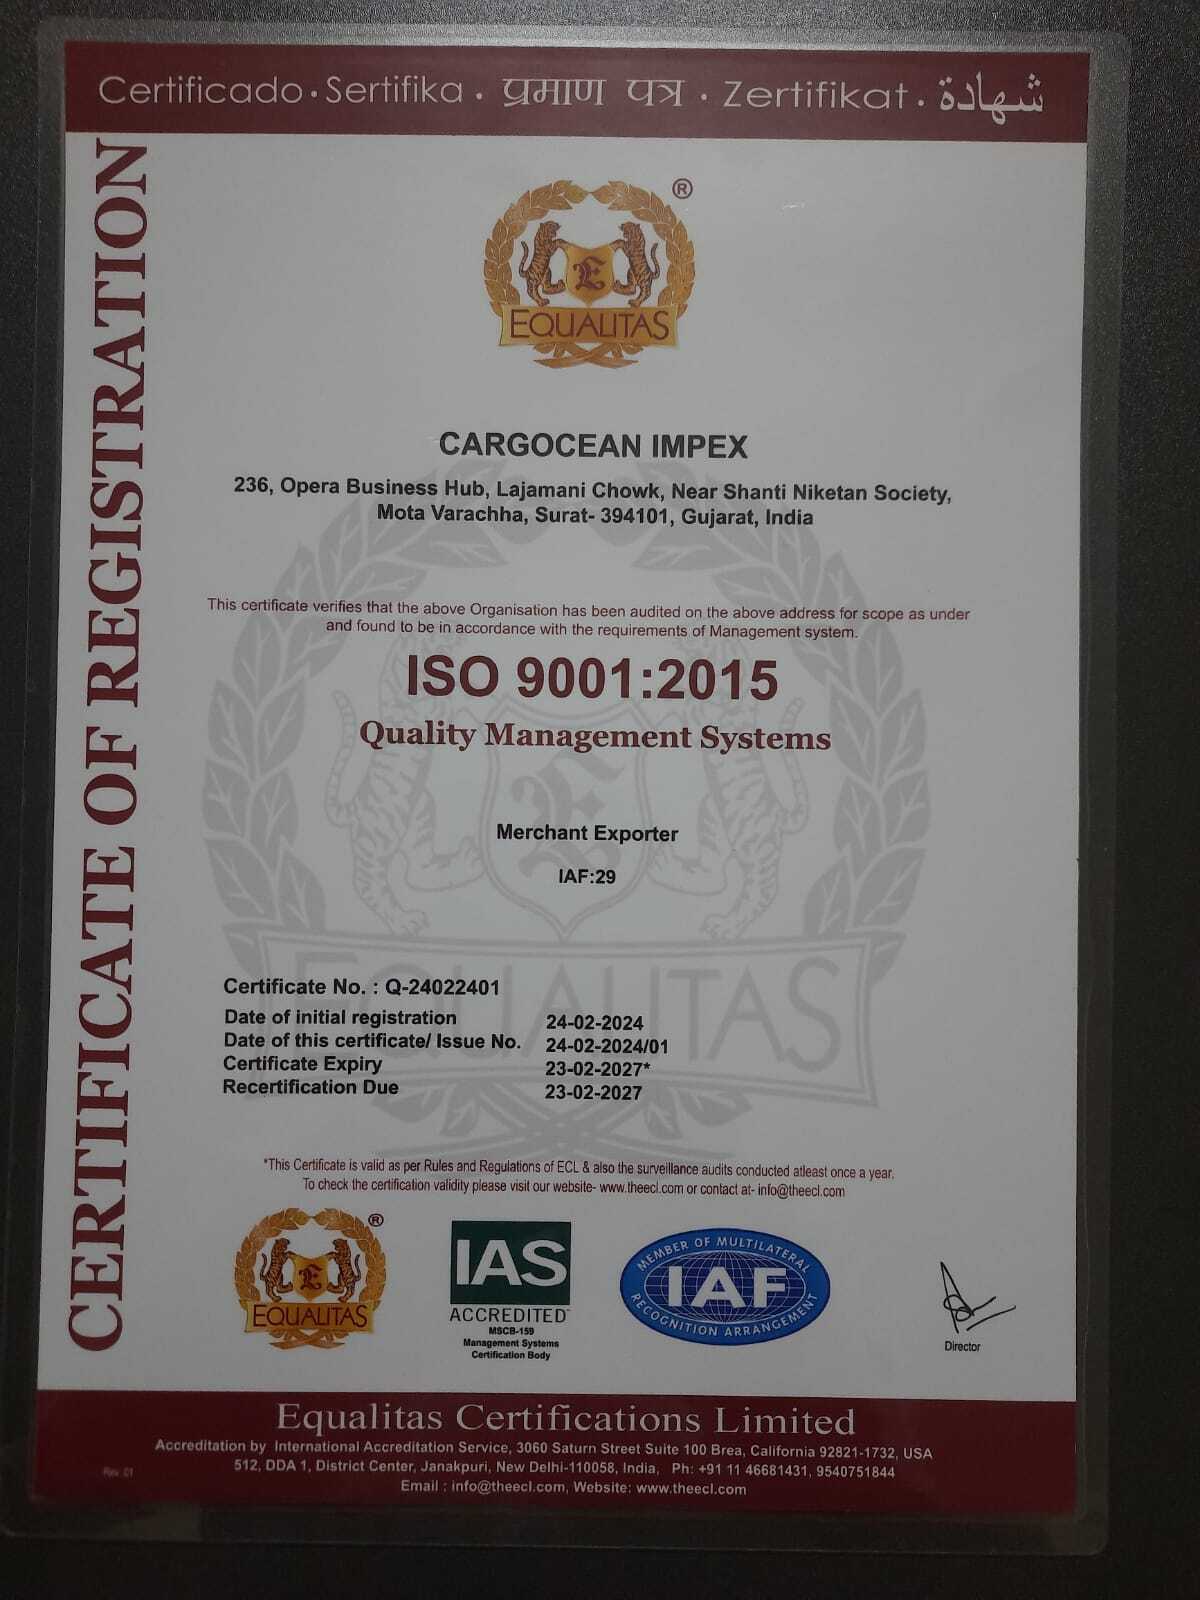 Certificado · Sertifika · प्रमाण पत्र · Zertifikat · شهادة
CERTIFICATE OF REGISTRATION
®
E
EQUALITAS
CARGOCEAN IMPEX
236, Opera Business Hub, Lajamani Chowk, Near Shanti Niketan Society,
Mota Varachha, Surat- 394101, Gujarat, India
This certificate verifies that the above Organisation has been audited on the above address for scope as under
and found to be in accordance with the requirements of Management system.
ISO 9001:2015
Quality Management Systems
Merchant Exporter
IAF:29
E
EQUALITAS
Certificate No. : Q-24022401
Date of initial registration 24-02-2024
Date of this certificate/ Issue No. 24-02-2024/01
Certificate Expiry 23-02-2027*
Recertification Due 23-02-2027
*This Certificate is valid as per Rules and Regulations of ECL & also the surveillance audits conducted atleast once a year.
To check the certification validity please visit our website- www.theecl.com or contact at- info@theecl.com
®
E
EQUALITAS
IAS
ACCREDITED™
MSCB-159
Management Systems
Certification Body
MEMBER OF MULTILATERAL
IAF
RECOGNITION ARRANGEMENT
Director
Equalitas Certifications Limited
Accreditation by International Accreditation Service, 3060 Saturn Street Suite 100 Brea, California 92821-1732, USA
512, DDA 1, District Center, Janakpuri, New Delhi-110058, India, Ph: +91 11 46681431, 9540751844
Email : info@theecl.com, Website: www.theecl.com
Rev. 01